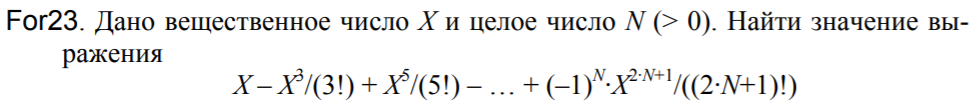 For23. Дано вещественное число X и целое число N (> 0). Найти значение вы-
ражения
X – X³/(3!) + X⁵/(5!) – … + (–1)ᴺ·X²·ᴺ⁺¹/((2·N+1)!)